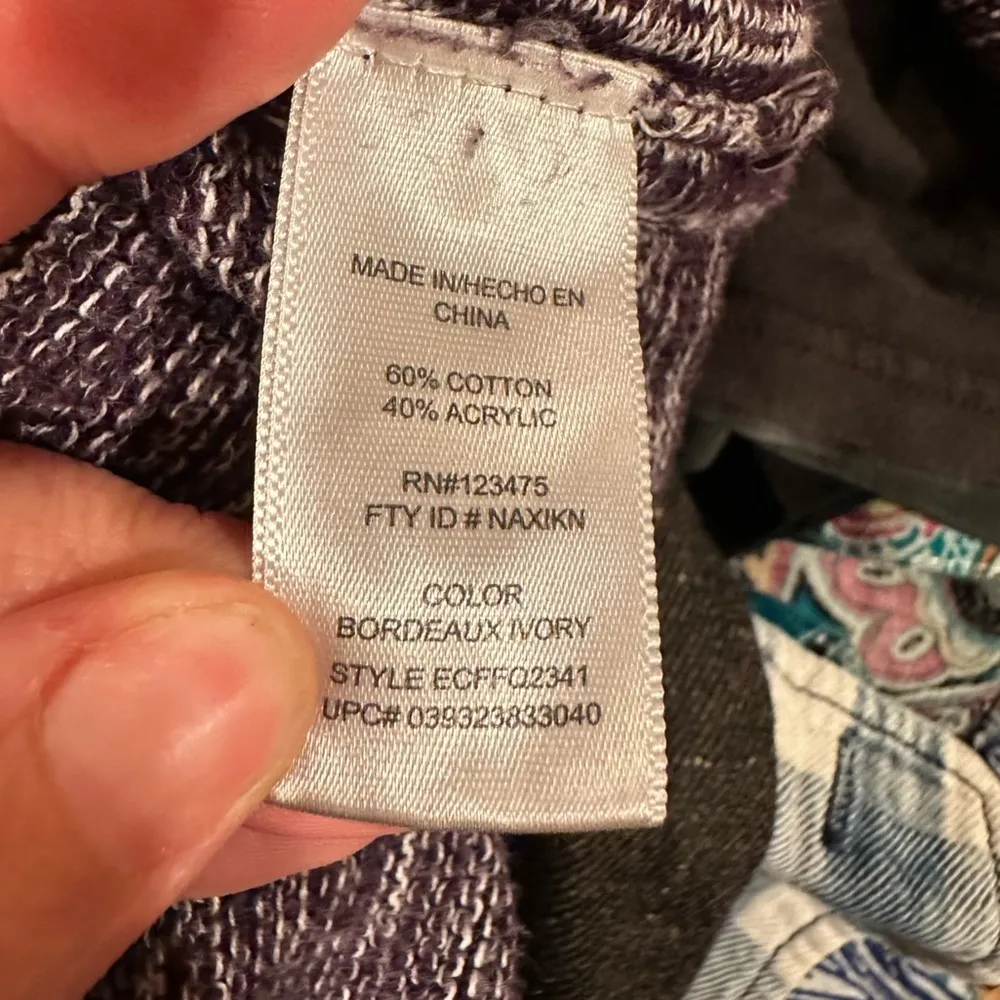 MADE IN/HECHO EN
CHINA
60% COTTON
40% ACRYLIC
RN#123475
FTY ID # NAXIKN
COLOR
BORDEAUX IVORY
STYLE ECFFQ2341
UPC# 039323833040